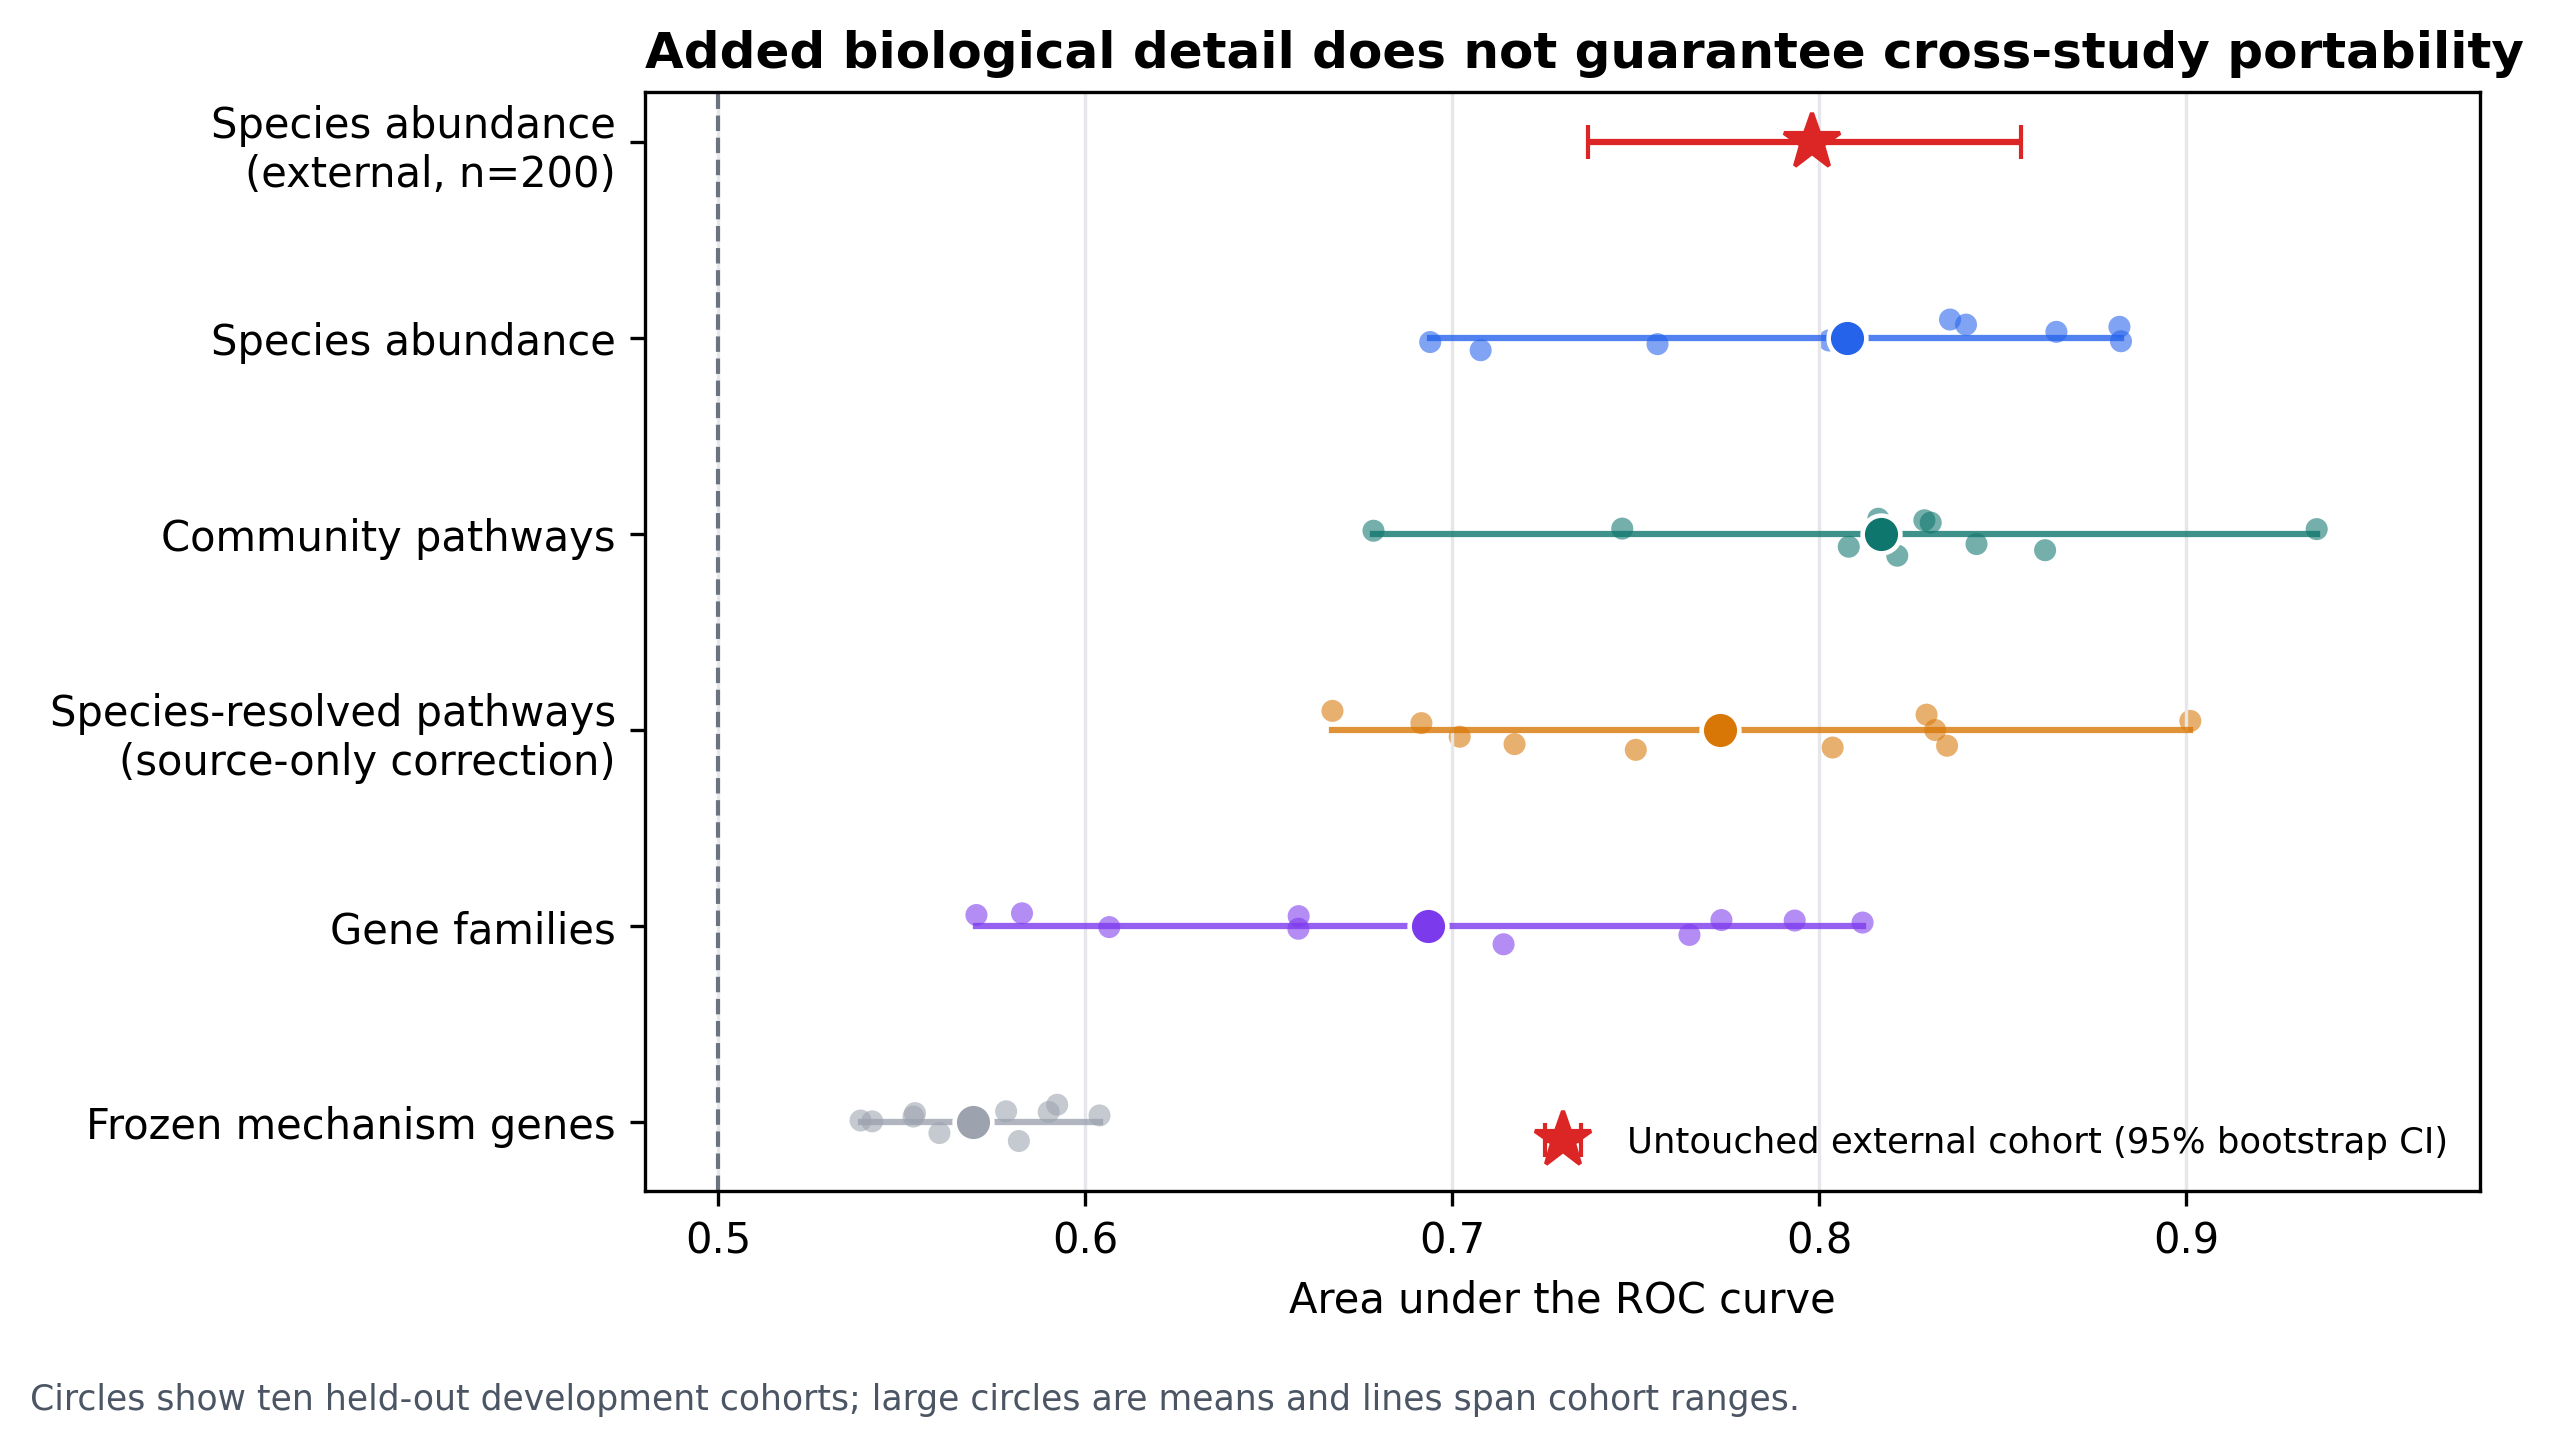 Added biological detail does not guarantee cross-study portability
Species abundance
(external, n=200)
Species abundance
Community pathways
Species-resolved pathways
(source-only correction)
Gene families
Frozen mechanism genes
Untouched external cohort (95% bootstrap CI)
0.5 0.6 0.7 0.8 0.9
Area under the ROC curve
Circles show ten held-out development cohorts; large circles are means and lines span cohort ranges.